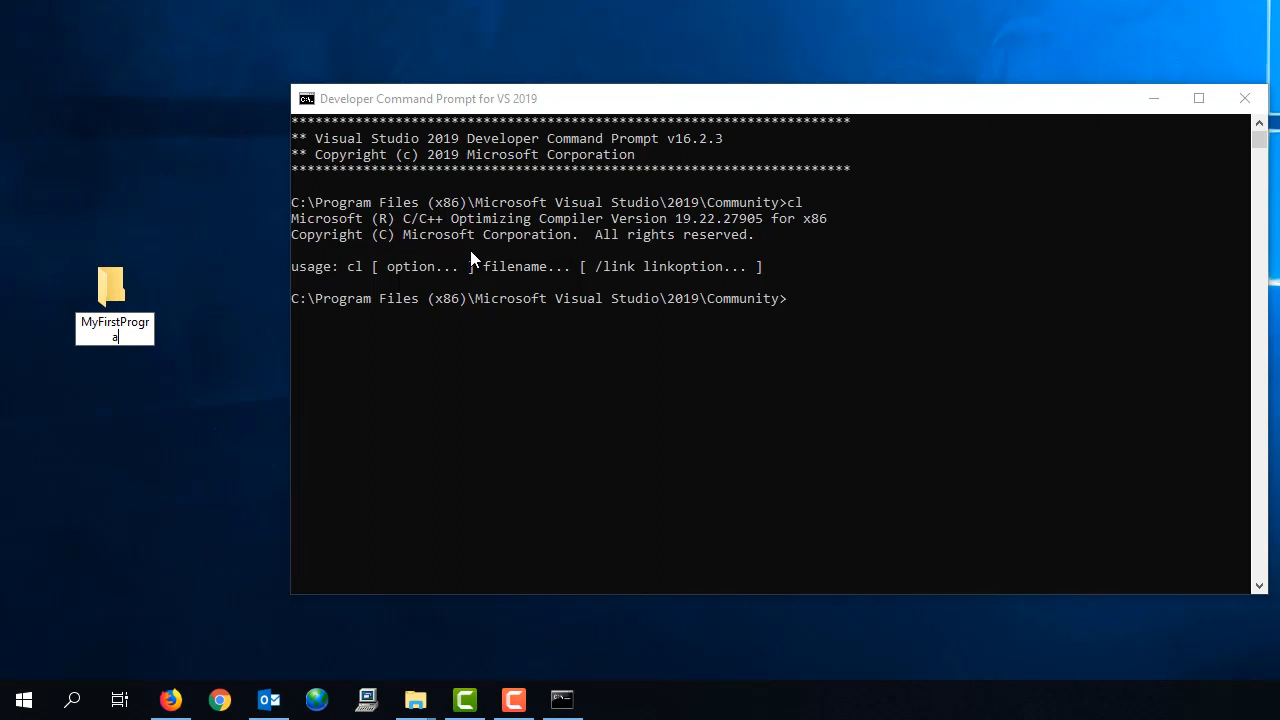 Developer Command Prompt for VS 2019
**********************************************************************
** Visual Studio 2019 Developer Command Prompt v16.2.3
** Copyright (c) 2019 Microsoft Corporation
**********************************************************************
C:\Program Files (x86)\Microsoft Visual Studio\2019\Community>cl
Microsoft (R) C/C++ Optimizing Compiler Version 19.22.27905 for x86
Copyright (C) Microsoft Corporation.  All rights reserved.
usage: cl [ option... ] filename... [ /link linkoption... ]
C:\Program Files (x86)\Microsoft Visual Studio\2019\Community>
MyFirstProgr
a